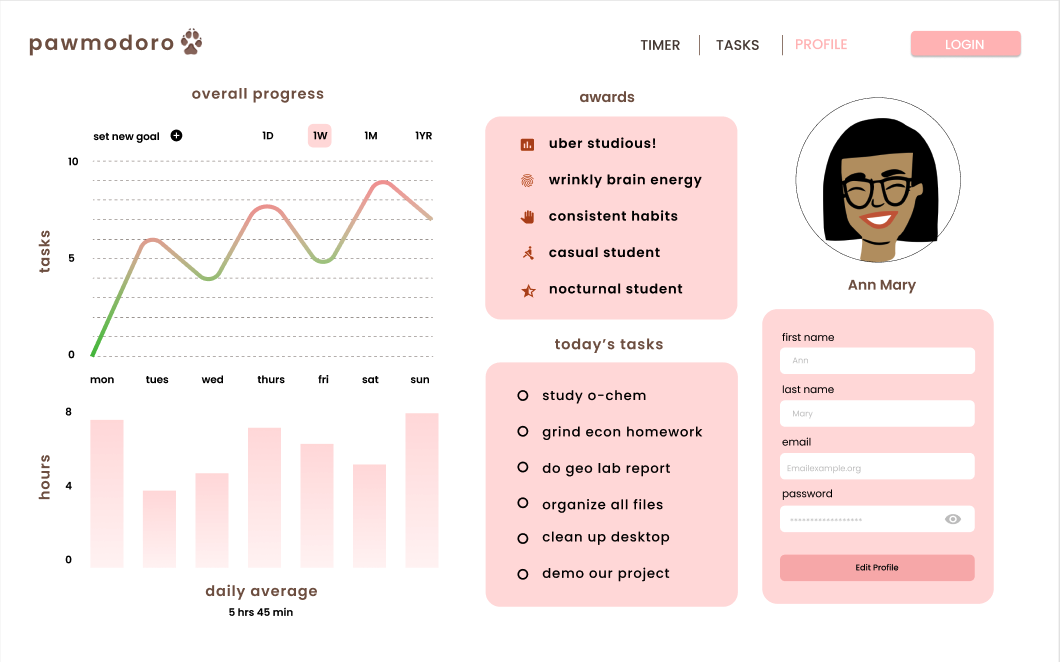 pawmodoro
TIMER
TASKS
PROFILE
LOGIN
overall progress
set new goal
1D
1W
1M
1YR
10
5
0
tasks
mon
tues
wed
thurs
fri
sat
sun
8
4
0
hours
daily average
5 hrs 45 min
awards
uber studious!
wrinkly brain energy
consistent habits
casual student
nocturnal student
today's tasks
study o-chem
grind econ homework
do geo lab report
organize all files
clean up desktop
demo our project
Ann Mary
first name
Ann
last name
Mary
email
Emailexample.org
password
Edit Profile